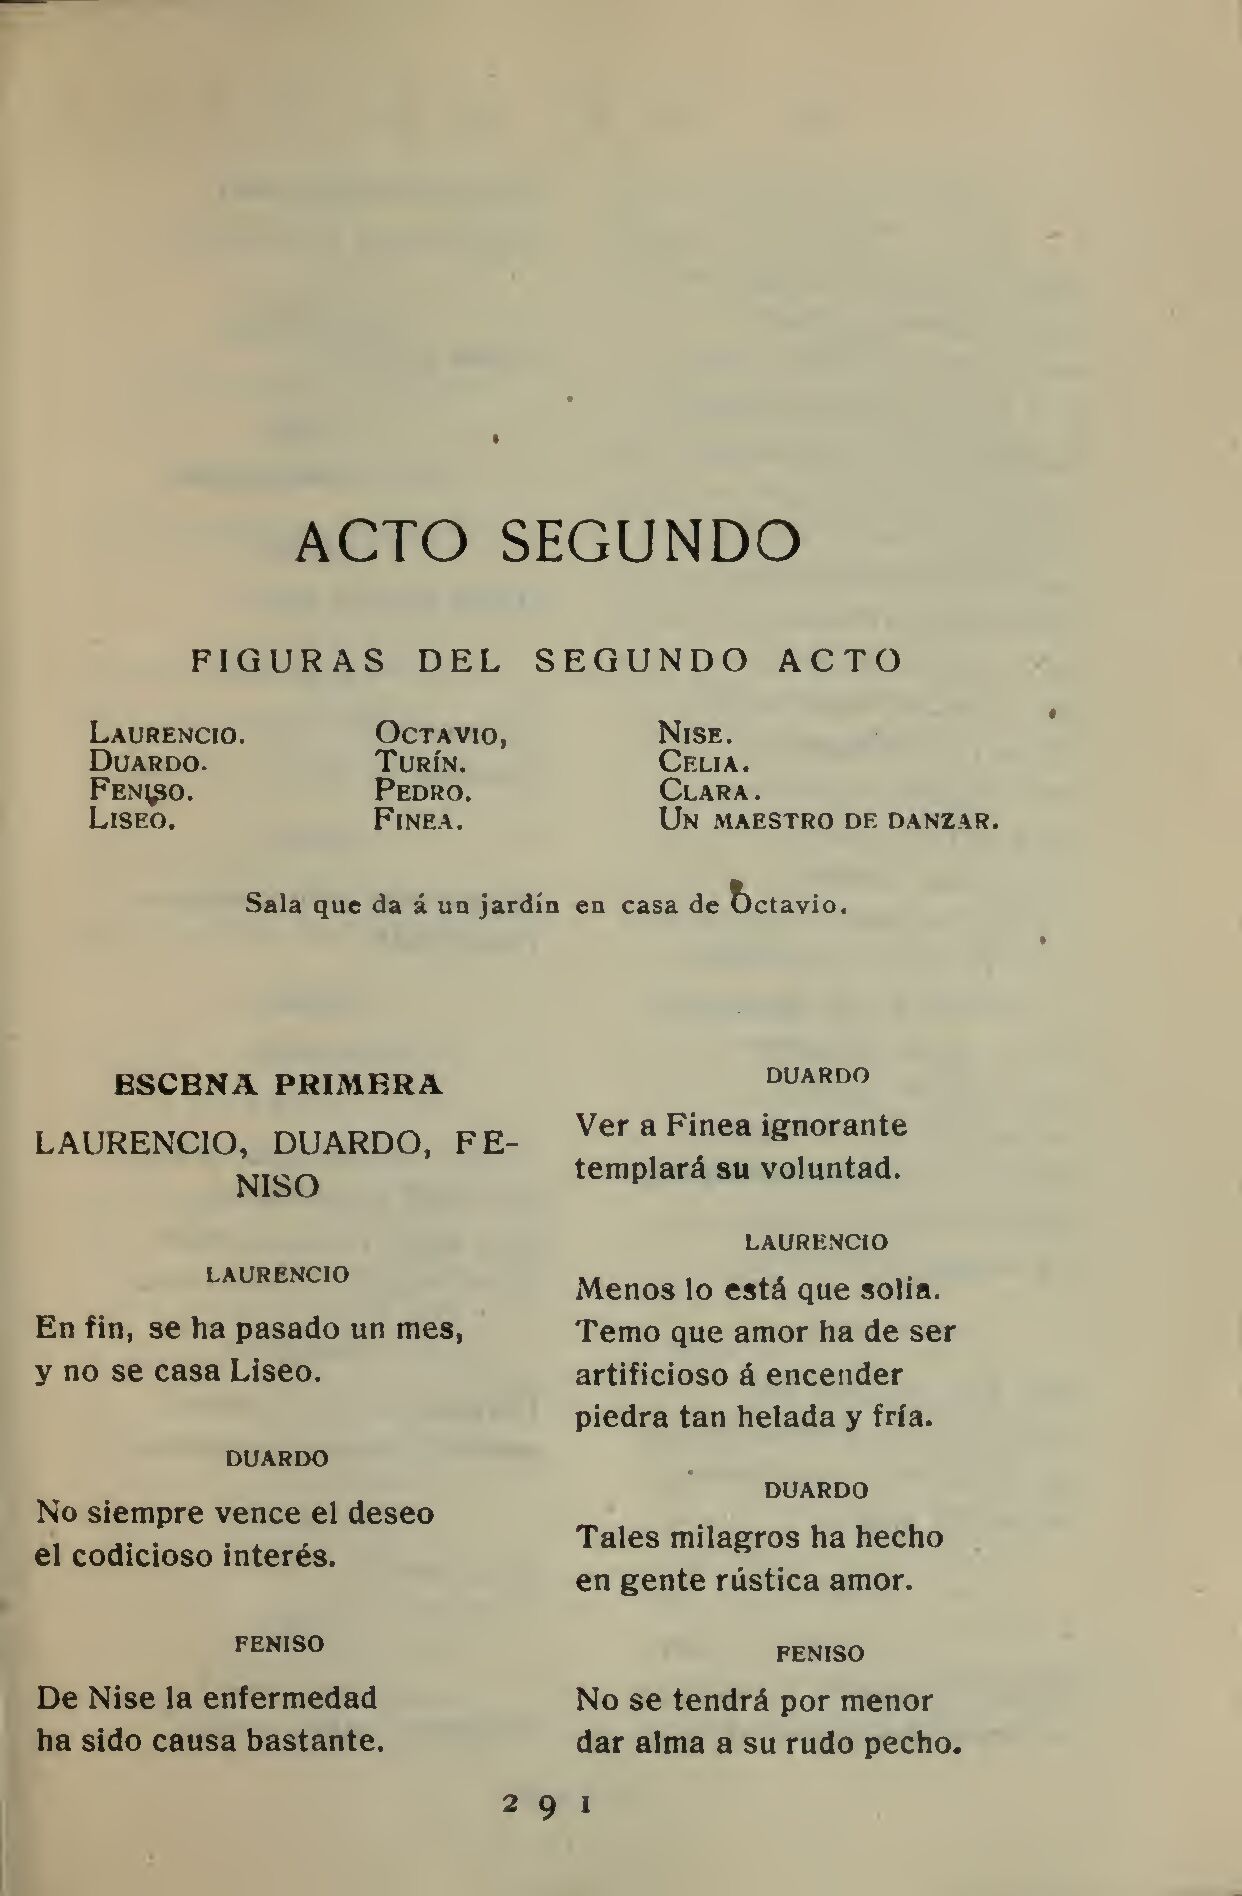 ACTO SEGUNDO
FIGURAS DEL SEGUNDO ACTO
LAURENCIO.
DUARDO.
FENISO.
LISEO.
OCTAVIO,
TURÍN.
PEDRO.
FINEA.
NISE.
CELIA.
CLARA.
UN MAESTRO DE DANZAR.
Sala que da á un jardín en casa de Octavio.
ESCENA PRIMERA
LAURENCIO, DUARDO, FE-
NISO
LAURENCIO
En fin, se ha pasado un mes,
y no se casa Liseo.
DUARDO
No siempre vence el deseo
el codicioso interés.
FENISO
De Nise la enfermedad
ha sido causa bastante.
DUARDO
Ver a Finea ignorante
templará su voluntad.
LAURENCIO
Menos lo está que solia.
Temo que amor ha de ser
artificioso á encender
piedra tan helada y fría.
DUARDO
Tales milagros ha hecho
en gente rústica amor.
FENISO
No se tendrá por menor
dar alma a su rudo pecho.
291